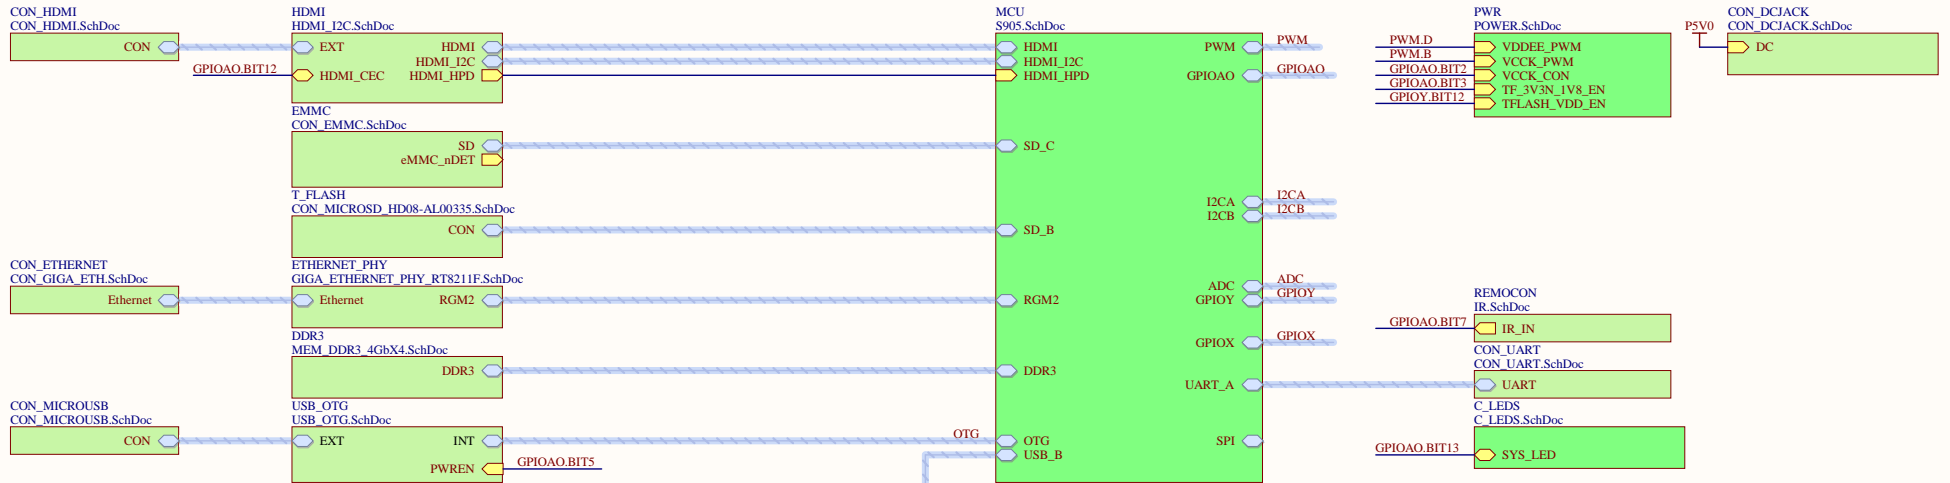 CON_HDMI
CON_HDMI.SchDoc
CON
HDMI
HDMI_I2C.SchDoc
EXT
HDMI
HDMI_I2C
GPIOAO.BIT12
HDMI_CEC
HDMI_HPD
EMMC
CON_EMMC.SchDoc
SD
eMMC_nDET
T_FLASH
CON_MICROSD_HD08-AL00335.SchDoc
CON
CON_ETHERNET
CON_GIGA_ETH.SchDoc
Ethernet
ETHERNET_PHY
GIGA_ETHERNET_PHY_RT8211F.SchDoc
Ethernet
RGM2
DDR3
MEM_DDR3_4GbX4.SchDoc
DDR3
CON_MICROUSB
CON_MICROUSB.SchDoc
CON
USB_OTG
USB_OTG.SchDoc
EXT
INT
PWREN
GPIOAO.BIT5
OTG
MCU
S905.SchDoc
HDMI
HDMI_I2C
HDMI_HPD
SD_C
SD_B
RGM2
DDR3
OTG
USB_B
PWM
PWM
GPIOAO
GPIOAO
I2CA
I2CA
I2CB
I2CB
ADC
ADC
GPIOY
GPIOY
GPIOX
GPIOX
UART_A
SPI
PWR
POWER.SchDoc
PWM.D
VDDEE_PWM
PWM.B
VCCK_PWM
GPIOAO.BIT2
VCCK_CON
GPIOAO.BIT3
TF_3V3N_1V8_EN
GPIOY.BIT12
TFLASH_VDD_EN
CON_DCJACK
CON_DCJACK.SchDoc
P5V0
DC
REMOCON
IR.SchDoc
GPIOAO.BIT7
IR_IN
CON_UART
CON_UART.SchDoc
UART
C_LEDS
C_LEDS.SchDoc
GPIOAO.BIT13
SYS_LED